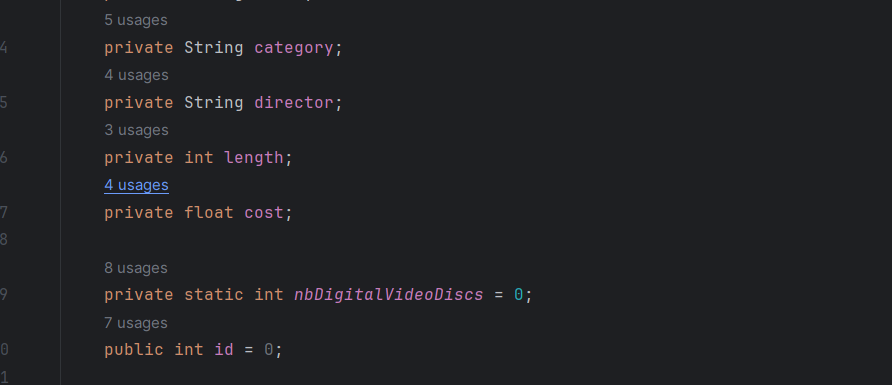 5 usages
4 private String category;
4 usages
5 private String director;
3 usages
6 private int length;
4 usages
7 private float cost;
8
8 usages
9 private static int nbDigitalVideoDiscs = 0;
7 usages
0 public int id = 0;
1